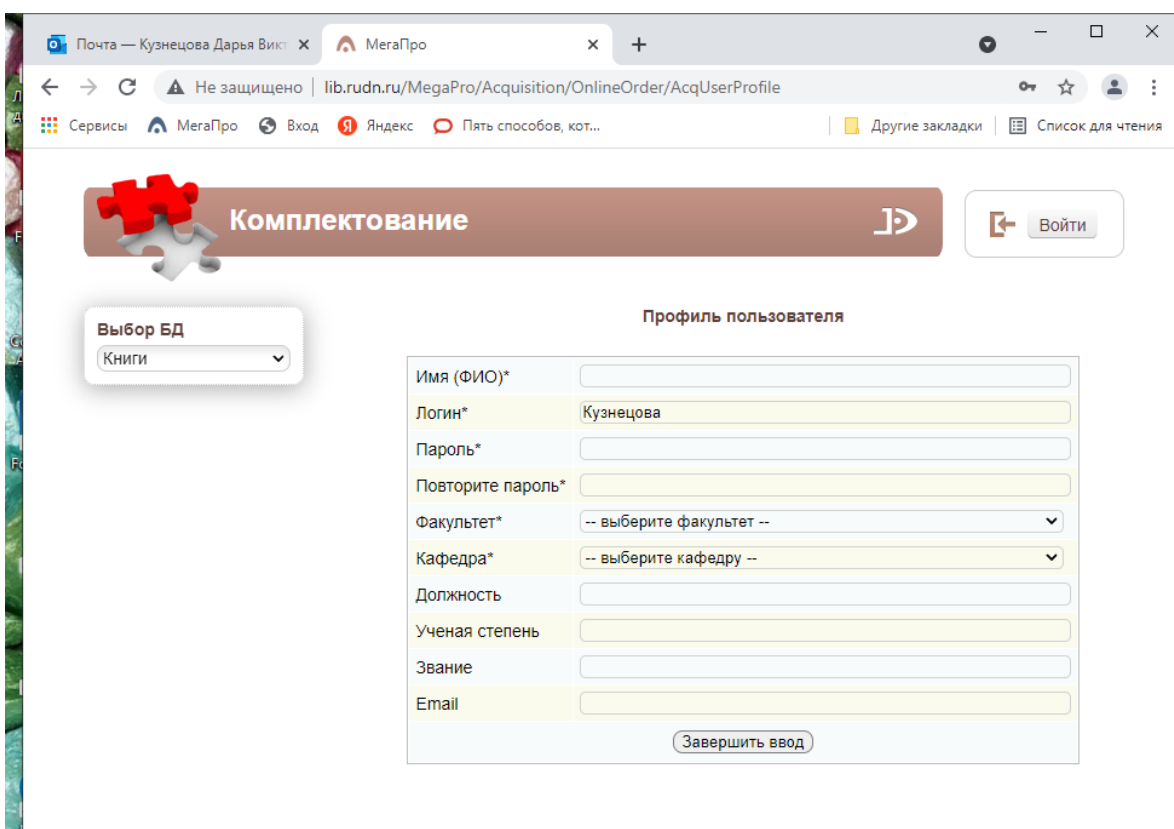 Почта — Кузнецова Дарья Викт
МегаПро
Не защищено | lib.rudn.ru/MegaPro/Acquisition/OnlineOrder/AcqUserProfile
Сервисы МегаПро Вход Яндекс Пять способов, кот... Другие закладки Список для чтения
Комплектование
Войти
Выбор БД
Книги
Профиль пользователя
Имя (ФИО)*
Логин* Кузнецова
Пароль*
Повторите пароль*
Факультет* -- выберите факультет --
Кафедра* -- выберите кафедру --
Должность
Ученая степень
Звание
Email
Завершить ввод